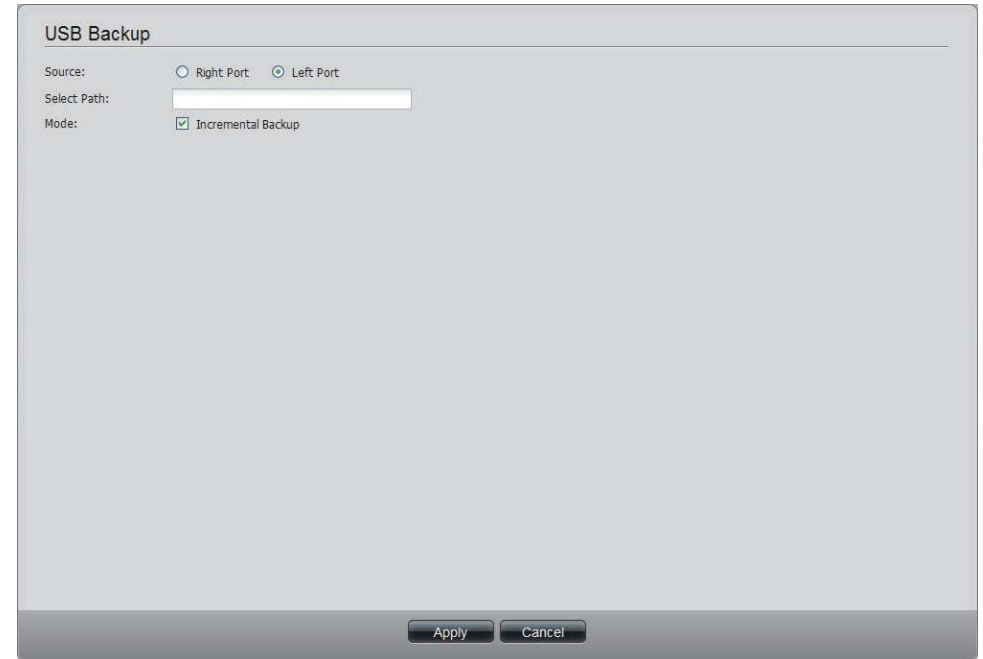 USB Backup
Source: Right Port Left Port
Select Path:
Mode: Incremental Backup
Apply Cancel